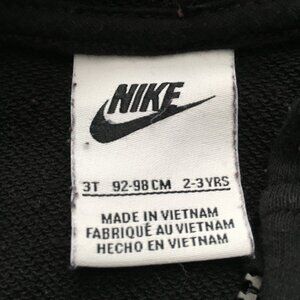 NIKE
3T 92-98 CM 2-3 YRS
MADE IN VIETNAM
FABRIQUÉ AU VIETNAM
HECHO EN VIETNAM